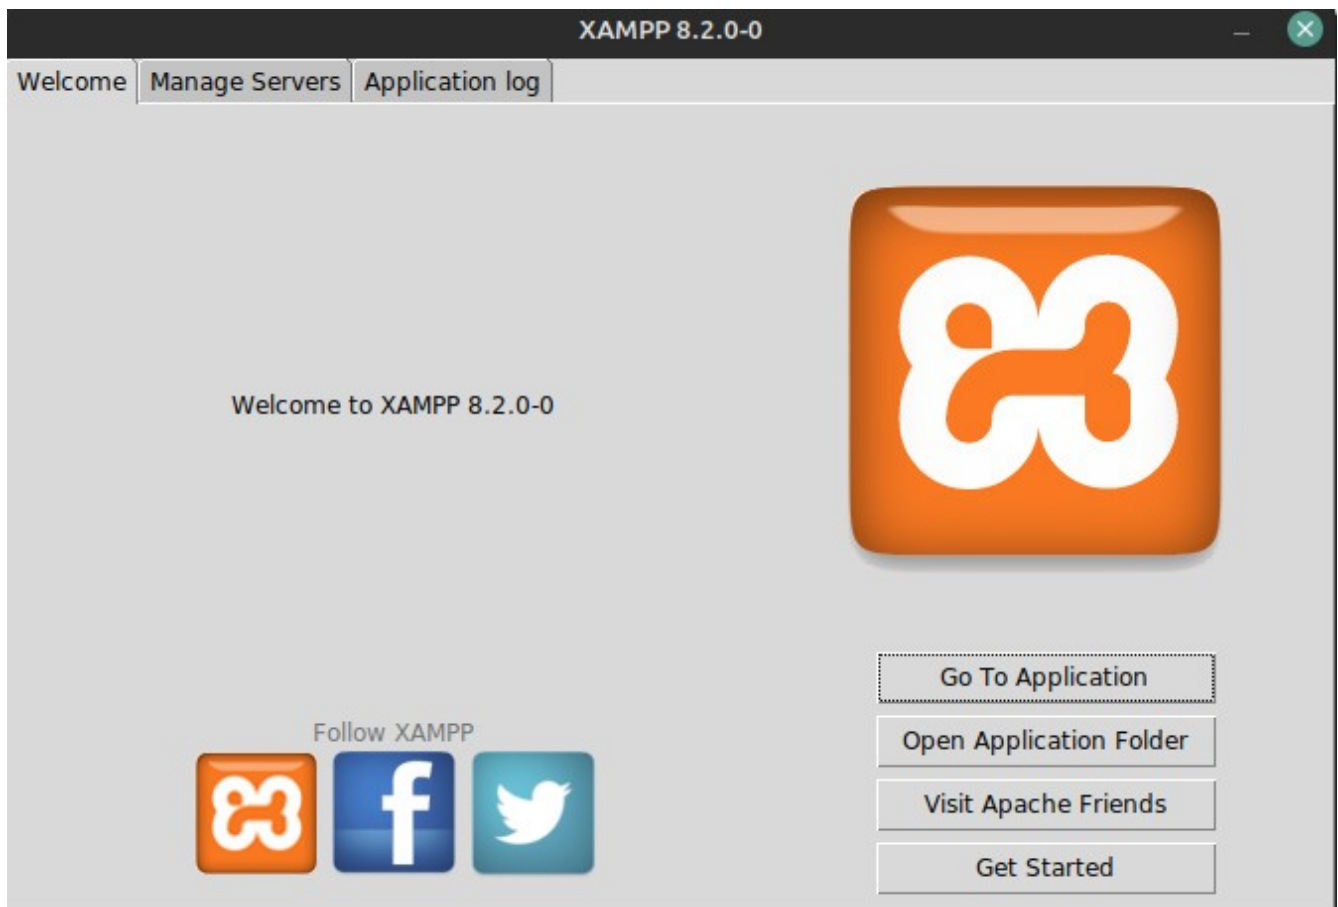 XAMPP 8.2.0-0
Welcome
Manage Servers
Application log
Welcome to XAMPP 8.2.0-0
Go To Application
Open Application Folder
Visit Apache Friends
Get Started
Follow XAMPP